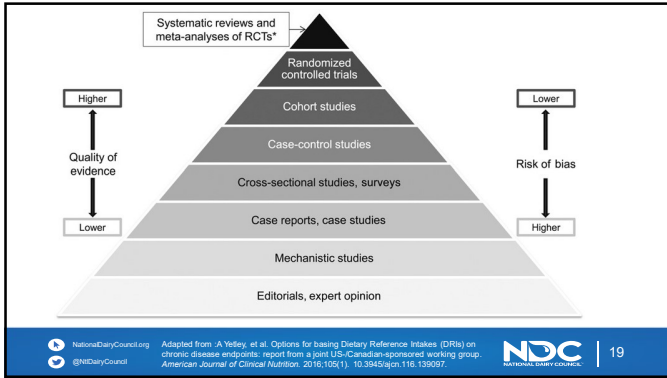 Systematic reviews and
meta-analyses of RCTs*
Randomized
controlled trials
Higher
Lower
Cohort studies
Case-control studies
Quality of
evidence
Risk of bias
Cross-sectional studies, surveys
Lower
Case reports, case studies
Higher
Mechanistic studies
Editorials, expert opinion
NationalDairyCouncil.org
@NtlDairyCouncil
Adapted from :A Yetley, et al. Options for basing Dietary Reference Intakes (DRIs) on
chronic disease endpoints: report from a joint US-/Canadian-sponsored working group.
American Journal of Clinical Nutrition. 2016;105(1). 10.3945/ajcn.116.139097.
NDC
NATIONAL DAIRY COUNCIL
19